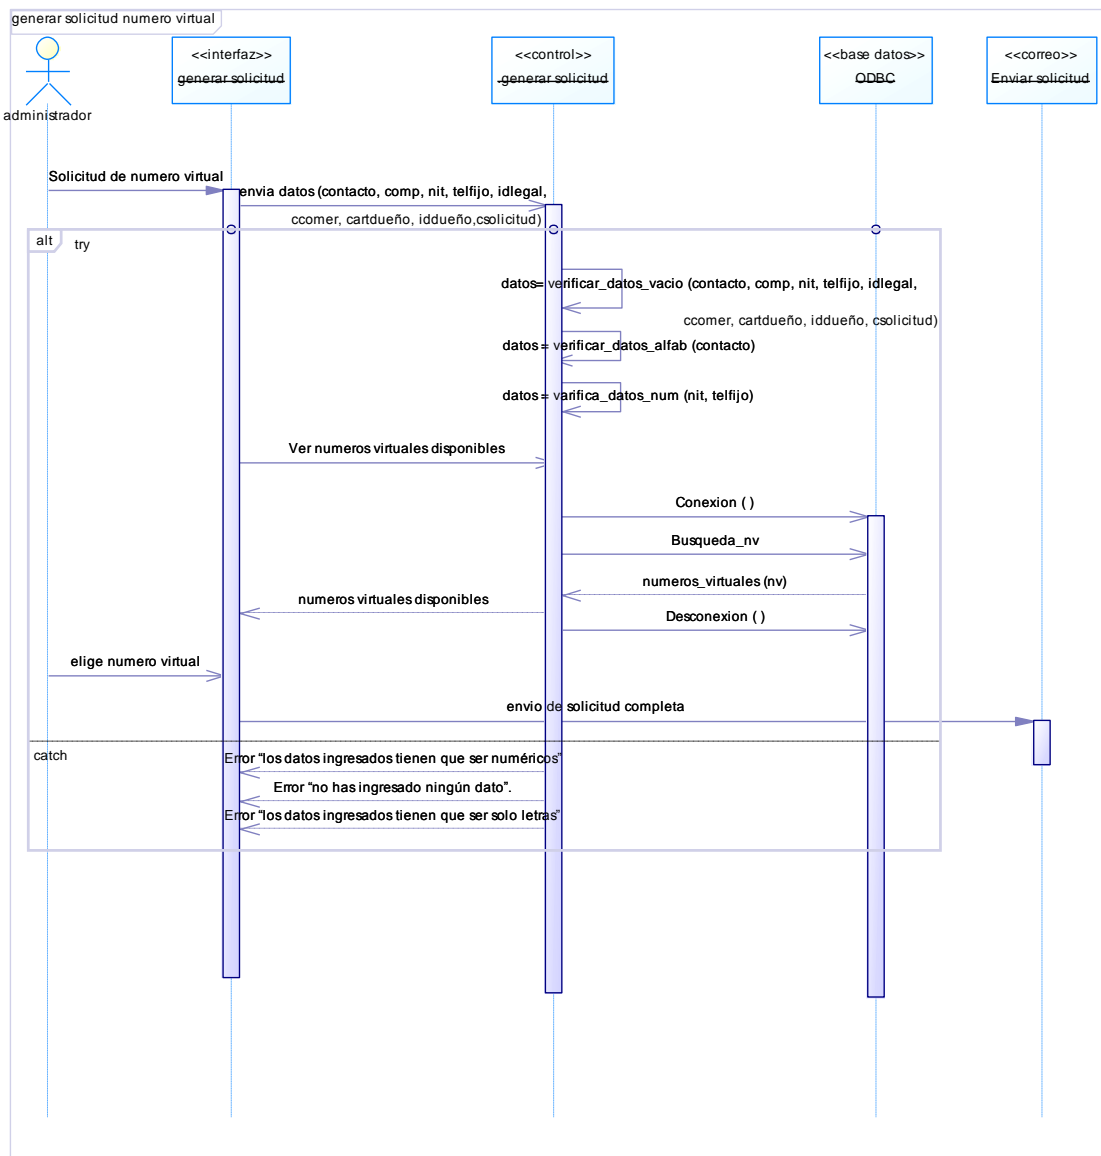 generar solicitud numero virtual
<<interfaz>>
generar solicitud
<<control>>
generar solicitud
<<base datos>>
ODBC
<<correo>>
Enviar solicitud
administrador
Solicitud de numero virtual
envia datos (contacto, comp, nit, telfijo, idlegal,
ccomer, cartdueño, iddueño,csolicitud)
alt
try
datos= verificar_datos_vacio (contacto, comp, nit, telfijo, idlegal,
ccomer, cartdueño, iddueño, csolicitud)
datos = verificar_datos_alfab (contacto)
datos = varifica_datos_num (nit, telfijo)
Ver numeros virtuales disponibles
Conexion ( )
Busqueda_nv
numeros_virtuales (nv)
numeros virtuales disponibles
Desconexion ( )
elige numero virtual
envio de solicitud completa
catch
Error “los datos ingresados tienen que ser numéricos”
Error “no has ingresado ningún dato”.
Error “los datos ingresados tienen que ser solo letras”